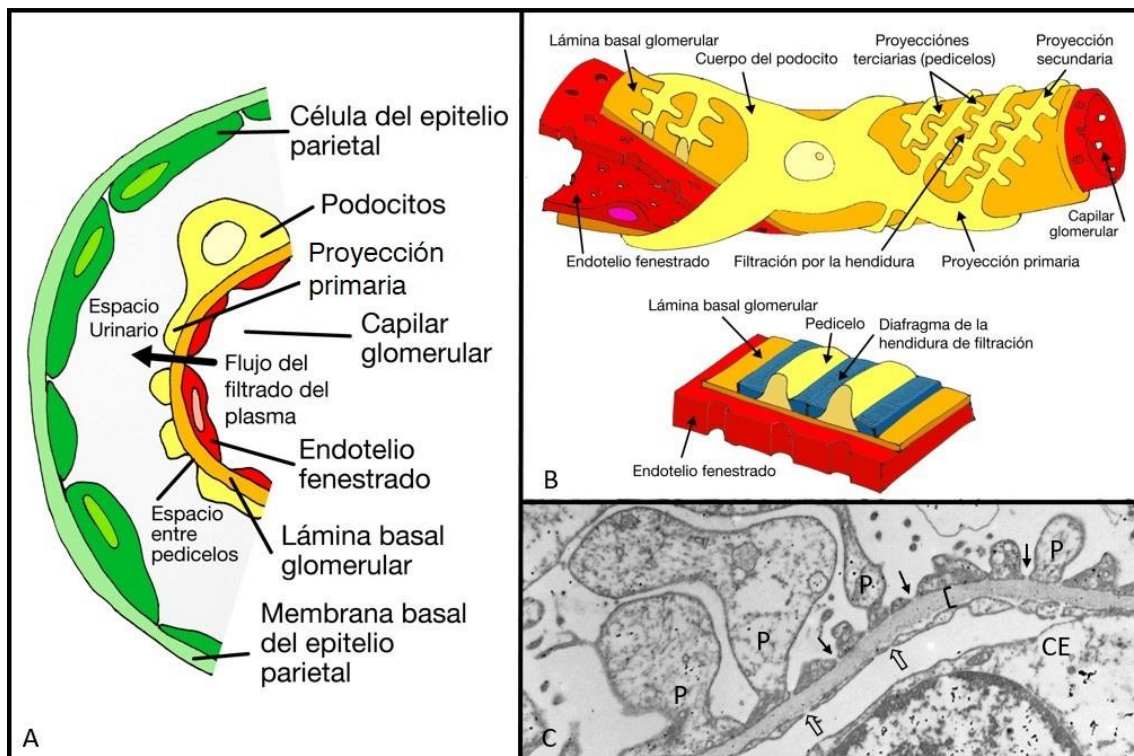 Célula del epitelio
parietal
Podocitos
Proyección
primaria
Espacio
Urinario
Capilar
glomerular
Flujo del
filtrado del
plasma
Endotelio
fenestrado
Espacio
entre
pedicelos
Lámina basal
glomerular
Membrana basal
del epitelio
parietal
A
Lámina basal glomerular
Cuerpo del podocito
Proyecciónes
terciarias (pedicelos)
Proyección
secundaria
Capilar
glomerular
Endotelio fenestrado
Filtración por la hendidura
Proyección primaria
Lámina basal glomerular
Pedicelo
Diafragma de la
hendidura de filtración
Endotelio fenestrado
B
P
P
P
P
CE
C